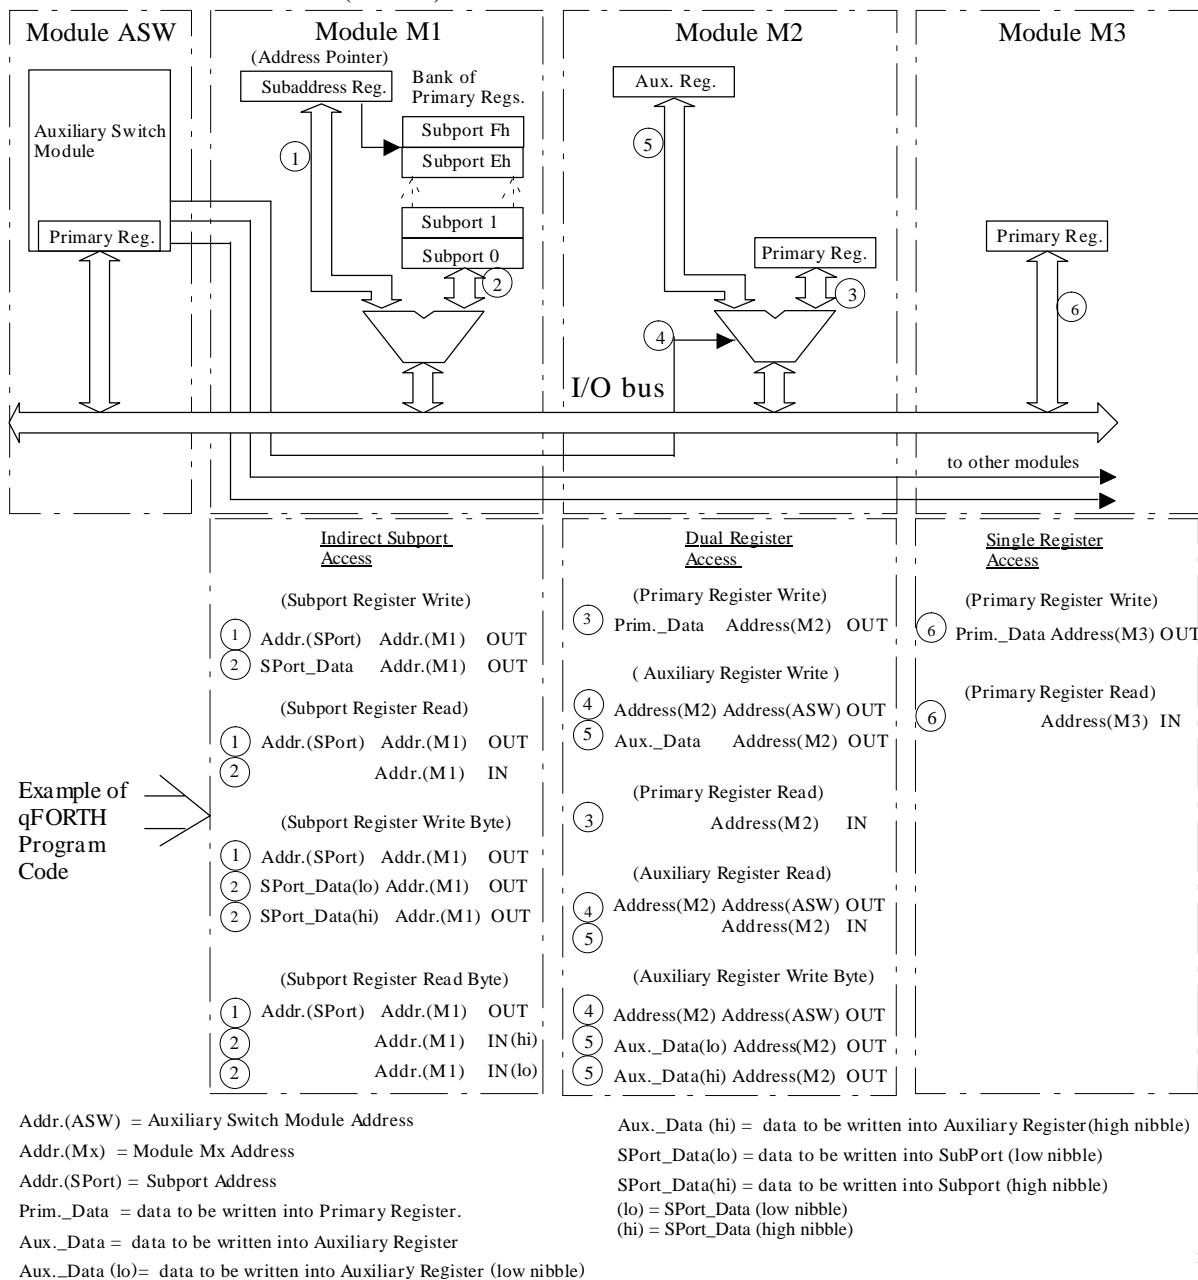 Module ASW
Module M1
Module M2
Module M3
(Address Pointer)
Subaddress Reg.
Bank of
Primary Regs.
Aux. Reg.
Auxiliary Switch
Module
Subport Fh
Subport Eh
1
5
Subport 1
Subport 0
Primary Reg.
Primary Reg.
Primary Reg.
2
3
4
6
I/O bus
to other modules
Indirect Subport
Access
(Subport Register Write)
1 Addr.(SPort) Addr.(M1) OUT
2 SPort_Data Addr.(M1) OUT
(Subport Register Read)
1 Addr.(SPort) Addr.(M1) OUT
2 Addr.(M1) IN
(Subport Register Write Byte)
1 Addr.(SPort) Addr.(M1) OUT
2 SPort_Data(lo) Addr.(M1) OUT
2 SPort_Data(hi) Addr.(M1) OUT
(Subport Register Read Byte)
1 Addr.(SPort) Addr.(M1) OUT
2 Addr.(M1) IN(hi)
2 Addr.(M1) IN(lo)
Dual Register
Access
(Primary Register Write)
3 Prim._Data Address(M2) OUT
( Auxiliary Register Write )
4 Address(M2) Address(ASW) OUT
5 Aux._Data Address(M2) OUT
(Primary Register Read)
3 Address(M2) IN
(Auxiliary Register Read)
4 Address(M2) Address(ASW) OUT
5 Address(M2) IN
(Auxiliary Register Write Byte)
4 Address(M2) Address(ASW) OUT
5 Aux._Data(lo) Address(M2) OUT
5 Aux._Data(hi) Address(M2) OUT
Single Register
Access
(Primary Register Write)
6 Prim._Data Address(M3) OUT
(Primary Register Read)
6 Address(M3) IN
Example of
qFORTH
Program
Code
Addr.(ASW) = Auxiliary Switch Module Address
Addr.(Mx) = Module Mx Address
Addr.(SPort) = Support Address
Prim._Data = data to be written into Primary Register.
Aux._Data = data to be written into Auxiliary Register
Aux._Data (lo)= data to be written into Auxiliary Register (low nibble)
Aux._Data (hi) = data to be written into Auxiliary Register(high nibble)
SPort_Data(lo) = data to be written into SubPort (low nibble)
SPort_Data(hi) = data to be written into Subport (high nibble)
(lo) = SPort_Data (low nibble)
(hi) = SPort_Data (high nibble)